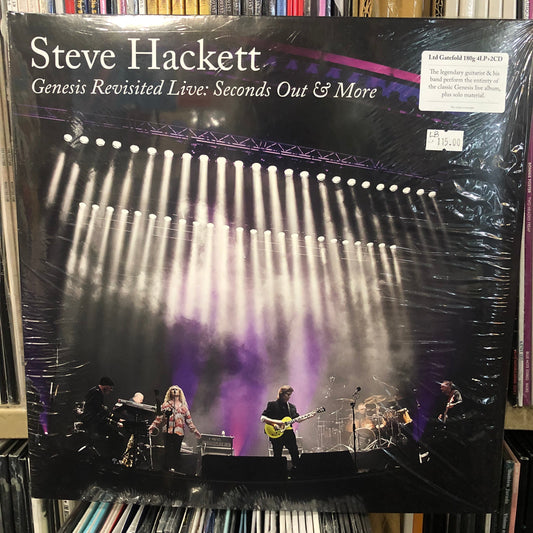 Steve Hackett
Genesis Revisited Live: Seconds Out & More
Ltd Gatefold 180g 4LP+2CD
The legendary guitarist & his
band perform the entirety of
the classic Genesis live album,
plus solo material.
LB
115.00